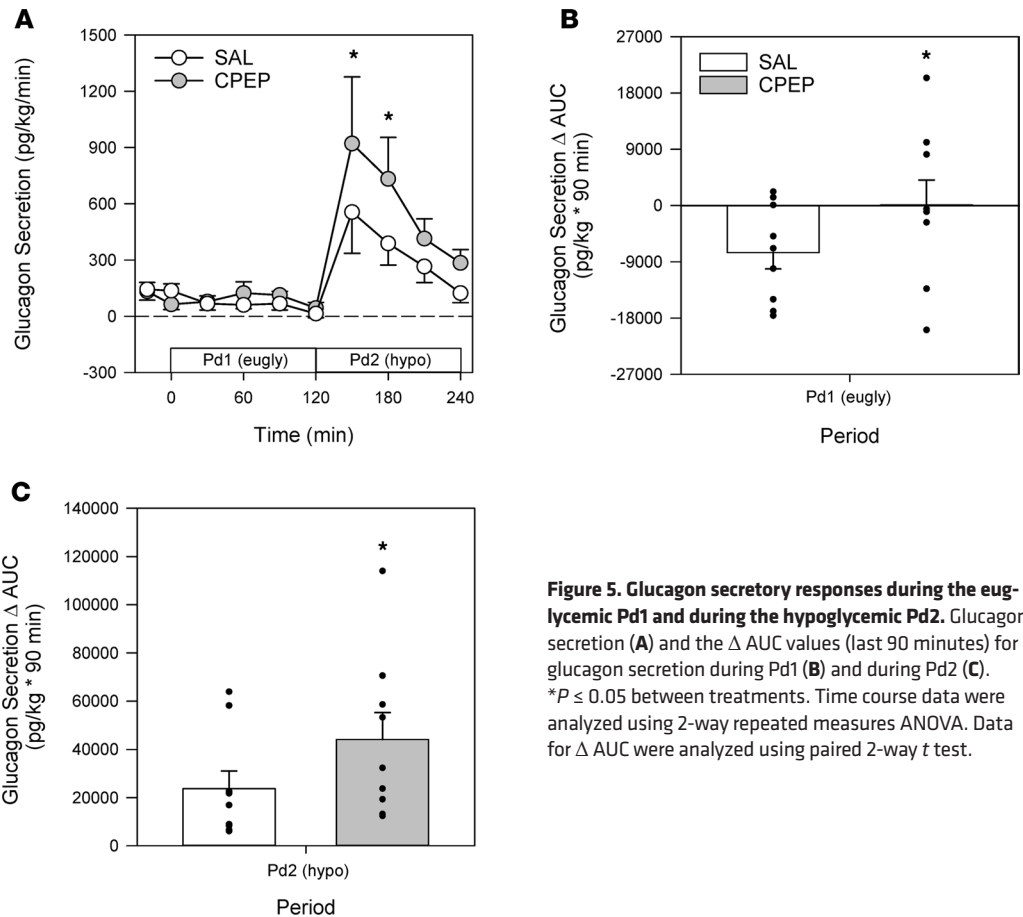 A
Glucagon Secretion (pg/kg/min)
1500
1200
900
600
300
0
-300
SAL
CPEP
*
*
Pd1 (eugly)
Pd2 (hypo)
0
60
120
180
240
Time (min)
B
Glucagon Secretion Δ AUC
(pg/kg * 90 min)
27000
18000
9000
0
-9000
-18000
-27000
SAL
CPEP
*
Pd1 (eugly)
Period
C
Glucagon Secretion Δ AUC
(pg/kg * 90 min)
140000
120000
100000
80000
60000
40000
20000
0
*
Pd2 (hypo)
Period
Figure 5. Glucagon secretory responses during the eug-
lycemic Pd1 and during the hypoglycemic Pd2. Glucagon
secretion (A) and the Δ AUC values (last 90 minutes) for
glucagon secretion during Pd1 (B) and during Pd2 (C).
*P ≤ 0.05 between treatments. Time course data were
analyzed using 2-way repeated measures ANOVA. Data
for Δ AUC were analyzed using paired 2-way t test.